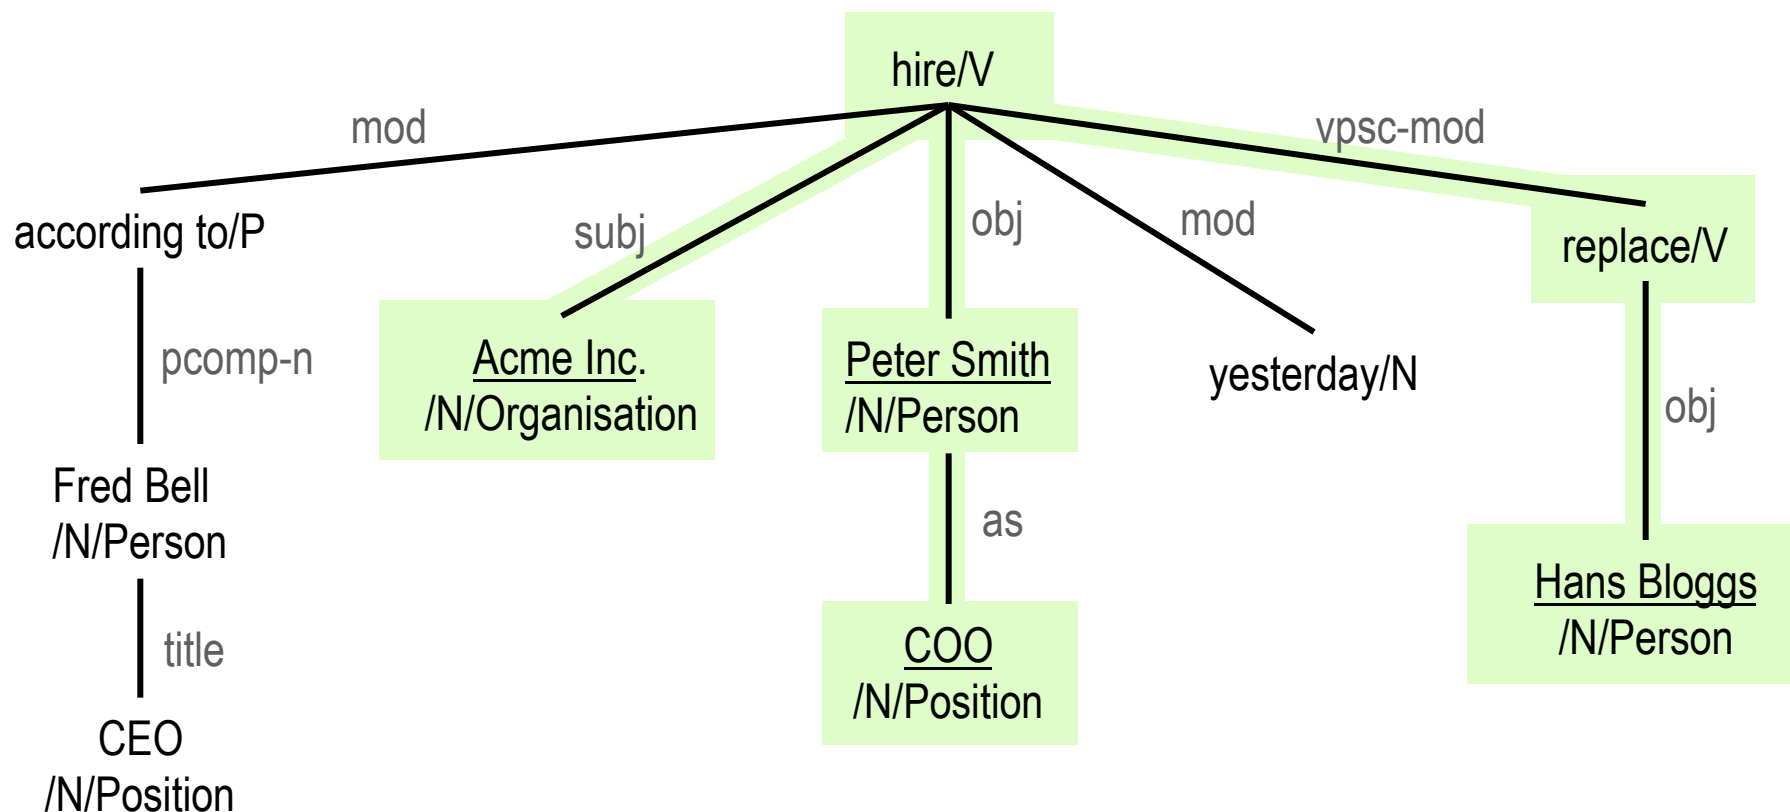 hire/V
mod
vpsc-mod
subj
obj
mod
according to/P
replace/V
pcomp-n
Acme Inc.
/N/Organisation
Peter Smith
/N/Person
yesterday/N
obj
Fred Bell
/N/Person
as
Hans Bloggs
/N/Person
title
COO
/N/Position
CEO
/N/Position